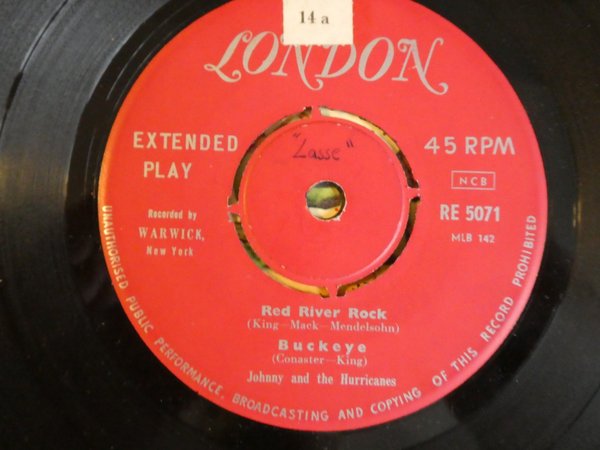 14 a
LONDON
EXTENDED
PLAY
45 RPM
"Lasse"
NCB
RE 5071
MLB 142
Recorded by
WARWICK,
New York
Red River Rock
(King—Mack—Mendelsohn)
Buckeye
(Conaster—King)
Johnny and the Hurricanes
UNAUTHORISED PUBLIC PERFORMANCE, BROADCASTING AND COPYING OF THIS RECORD PROHIBITED